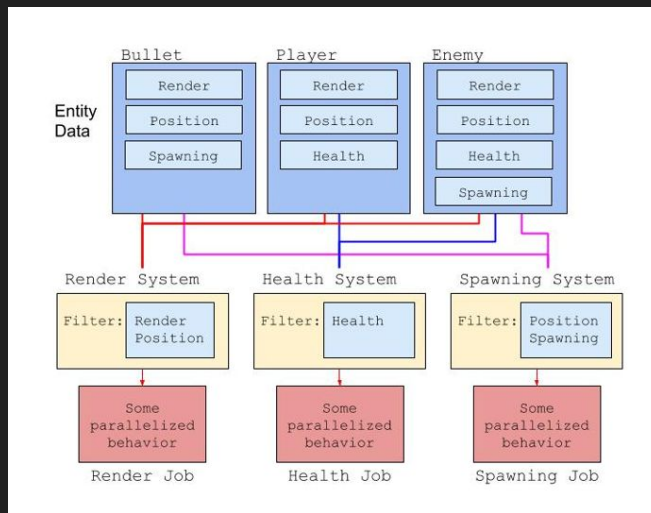 Bullet
Player
Enemy
Entity
Data
Render
Position
Spawning
Render
Position
Health
Render
Position
Health
Spawning
Render System
Health System
Spawning System
Filter:
Render
Position
Filter:
Health
Filter:
Position
Spawning
Some
parallelized
behavior
Some
parallelized
behavior
Some
parallelized
behavior
Render Job
Health Job
Spawning Job